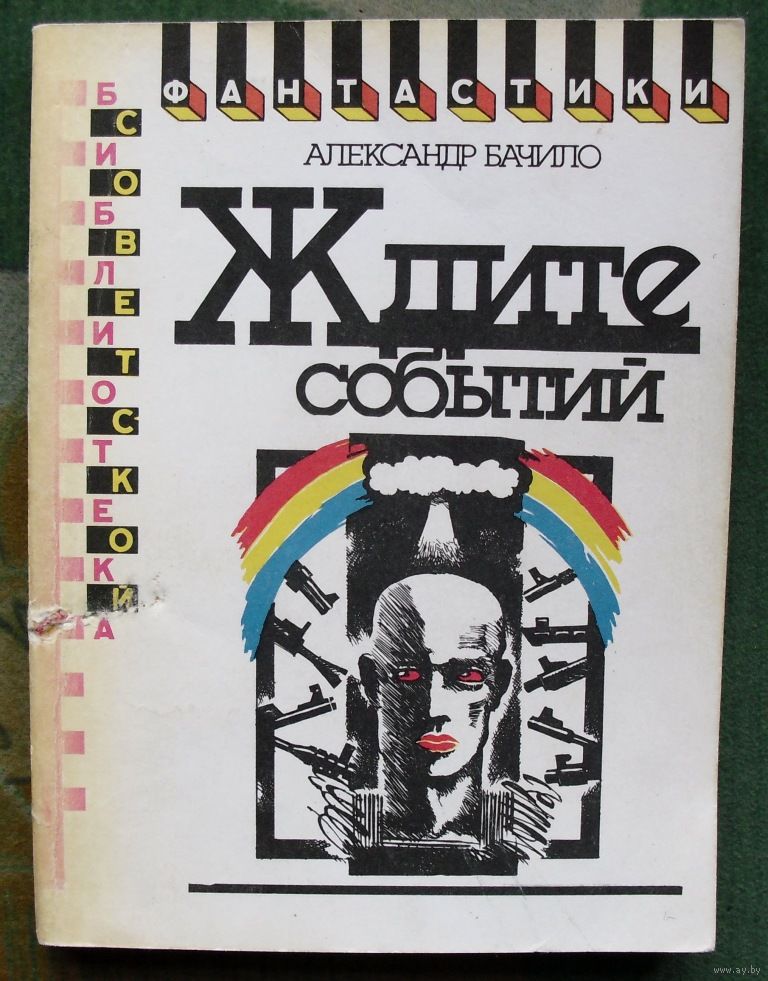 БИБЛИОТЕКА
СОВЕТСКОЙ
ФАНТАСТИКИ
АЛЕКСАНДР БАЧИЛО
Ждите
событий
www.ay.by